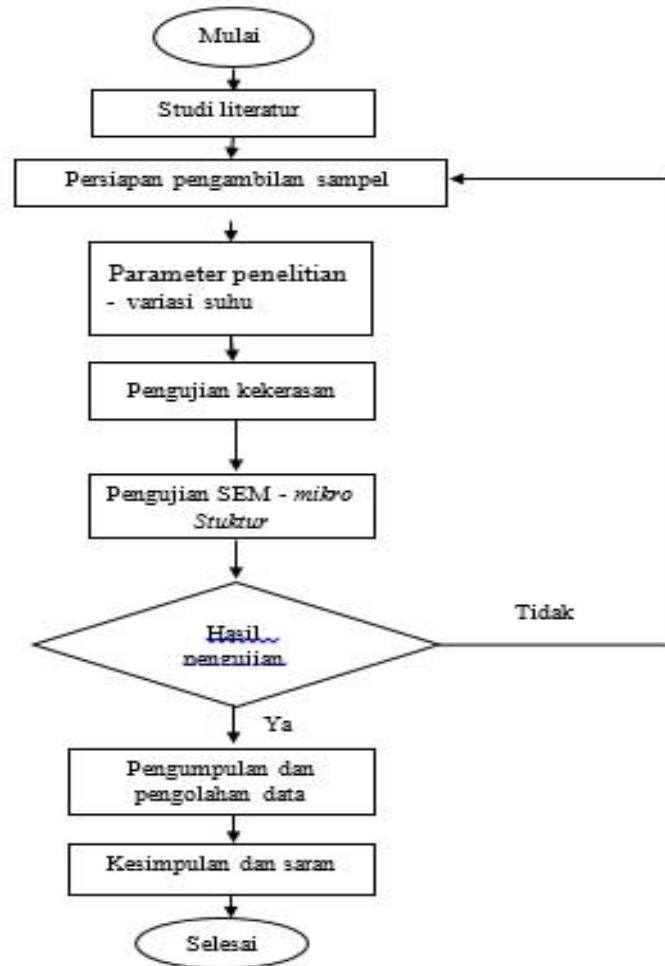 Mulai
Studi literatur
Persiapan pengambilan sampel
Parameter penelitian
- variasi suhu
Pengujian kekerasan
Pengujian SEM - mikro
Stuktur
Hasil
pengujian
Tidak
Ya
Pengumpulan dan
pengolahan data
Kesimpulan dan saran
Selesai